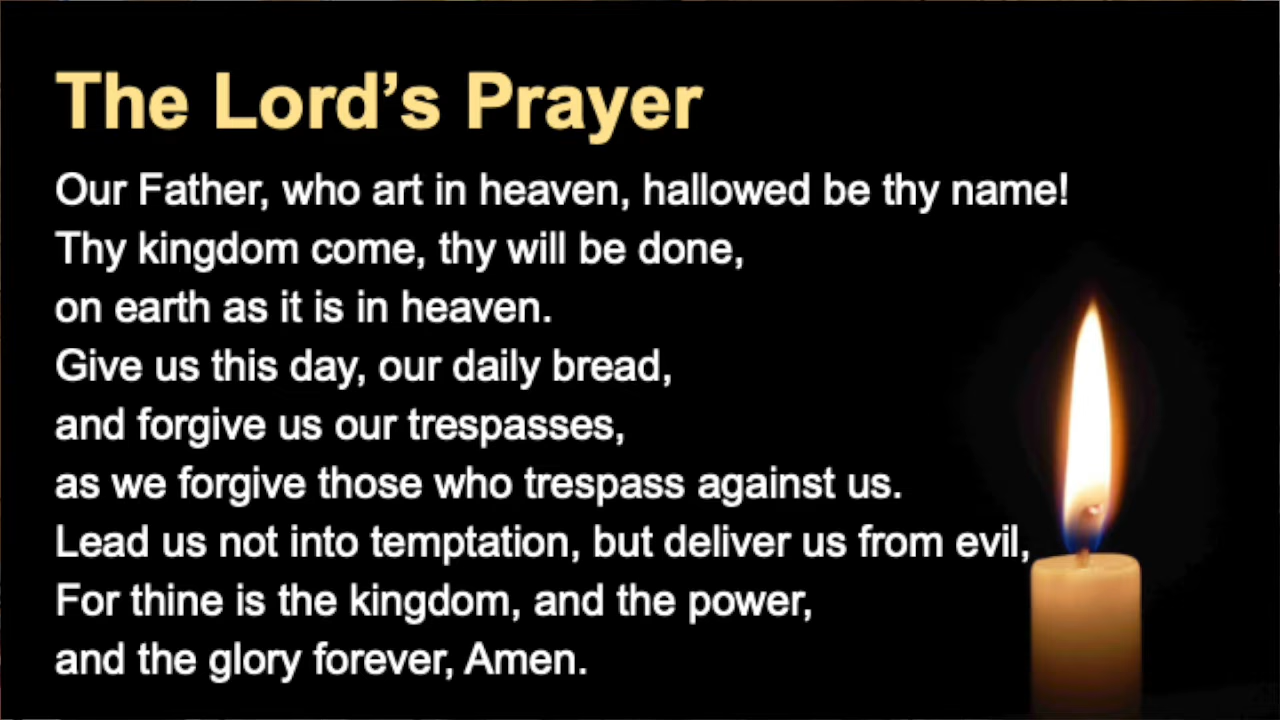 The Lord’s Prayer
Our Father, who art in heaven, hallowed be thy name!
Thy kingdom come, thy will be done,
on earth as it is in heaven.
Give us this day, our daily bread,
and forgive us our trespasses,
as we forgive those who trespass against us.
Lead us not into temptation, but deliver us from evil,
For thine is the kingdom, and the power,
and the glory forever, Amen.